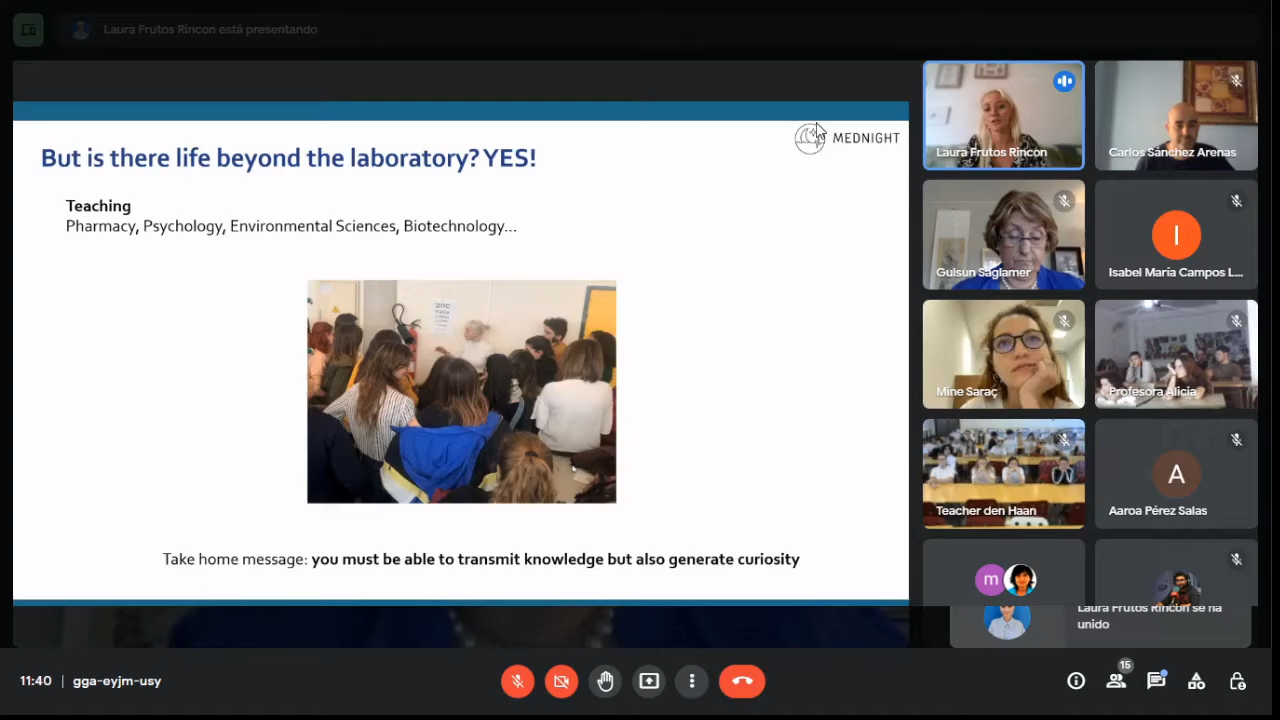 Laura Frutos Rincon está presentando
MEDNIGHT
But is there life beyond the laboratory? YES!
Teaching
Pharmacy, Psychology, Environmental Sciences, Biotechnology...
Take home message: you must be able to transmit knowledge but also generate curiosity
Laura Frutos Rincon
Carlos Sánchez Arenas
Gulsun Saglamer
I
Isabel María Campos L...
Mine Saraç
Profesora Alicia
Teacher den Haan
A
Aaroa Pérez Salas
m
Laura Frutos Rincon se ha
unido
11:40 | gga-eyjm-usy
15